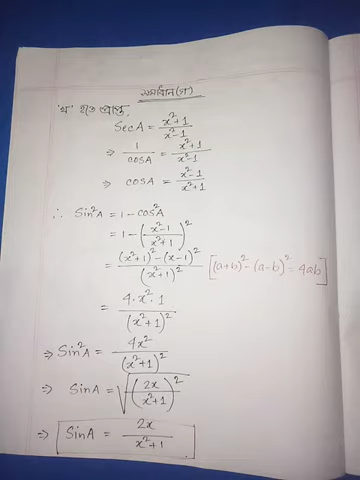 সমাধান (গ)
'খ' হতে প্রাপ্ত,
SecA = (x²+1)/(x²-1)
⇒ 1/cosA = (x²+1)/(x²-1)
⇒ cosA = (x²-1)/(x²+1)
∴ Sin²A = 1 - cos²A
= 1 - ((x²-1)/(x²+1))²
= ((x²+1)² - (x-1)²)/(x²+1)² [(a+b)² - (a-b)² = 4ab]
= (4·x²·1)/(x²+1)²
⇒ Sin²A = 4x²/(x²+1)²
⇒ SinA = √(2x/(x²+1))²
⇒ SinA = 2x/(x²+1)